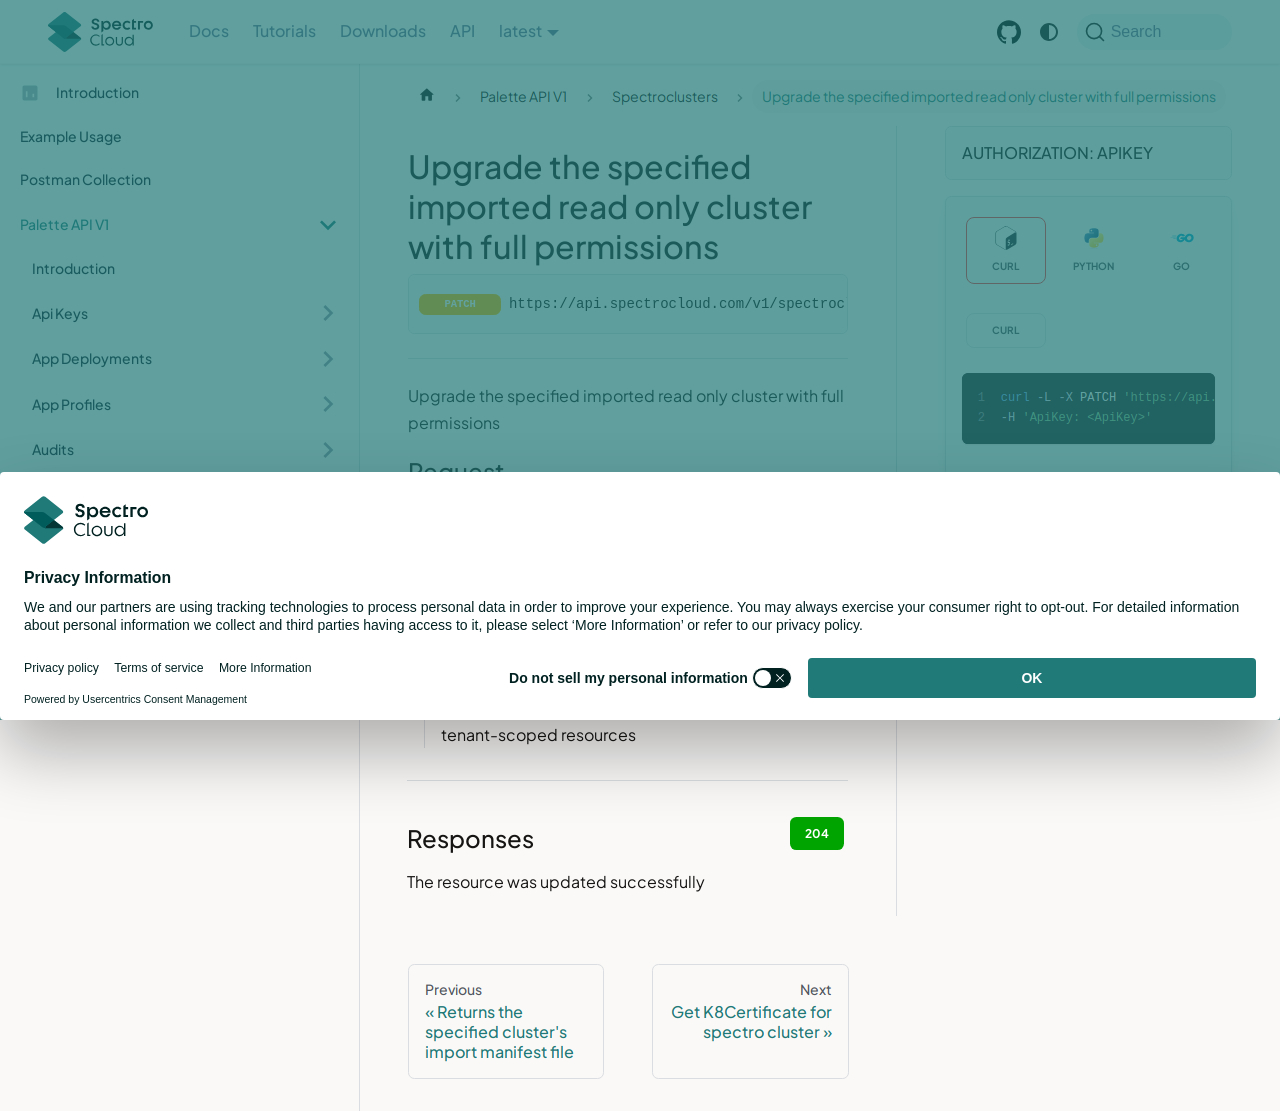 Spectro Cloud
Docs
Tutorials
Downloads
API
latest
Search
Introduction
Example Usage
Postman Collection
Palette API V1
Introduction
Api Keys
App Deployments
App Profiles
Audits
Palette API V1
Spectroclusters
Upgrade the specified imported read only cluster with full permissions
Upgrade the specified
imported read only cluster
with full permissions
PATCH https://api.spectrocloud.com/v1/spectroc
Upgrade the specified imported read only cluster with full
permissions
Request
AUTHORIZATION: APIKEY
CURL
PYTHON
GO
CURL
1 curl -L -X PATCH 'https://api.
2 -H 'ApiKey: <ApiKey>'
Spectro
Cloud
Privacy Information
We and our partners are using tracking technologies to process personal data in order to improve your experience. You may always exercise your consumer right to opt-out. For detailed information
about personal information we collect and third parties having access to it, please select ‘More Information’ or refer to our privacy policy.
Privacy policy
Terms of service
More Information
Powered by Usercentrics Consent Management
Do not sell my personal information
OK
tenant-scoped resources
Responses
204
The resource was updated successfully
Previous
« Returns the
specified cluster's
import manifest file
Next
Get K8Certificate for
spectro cluster »